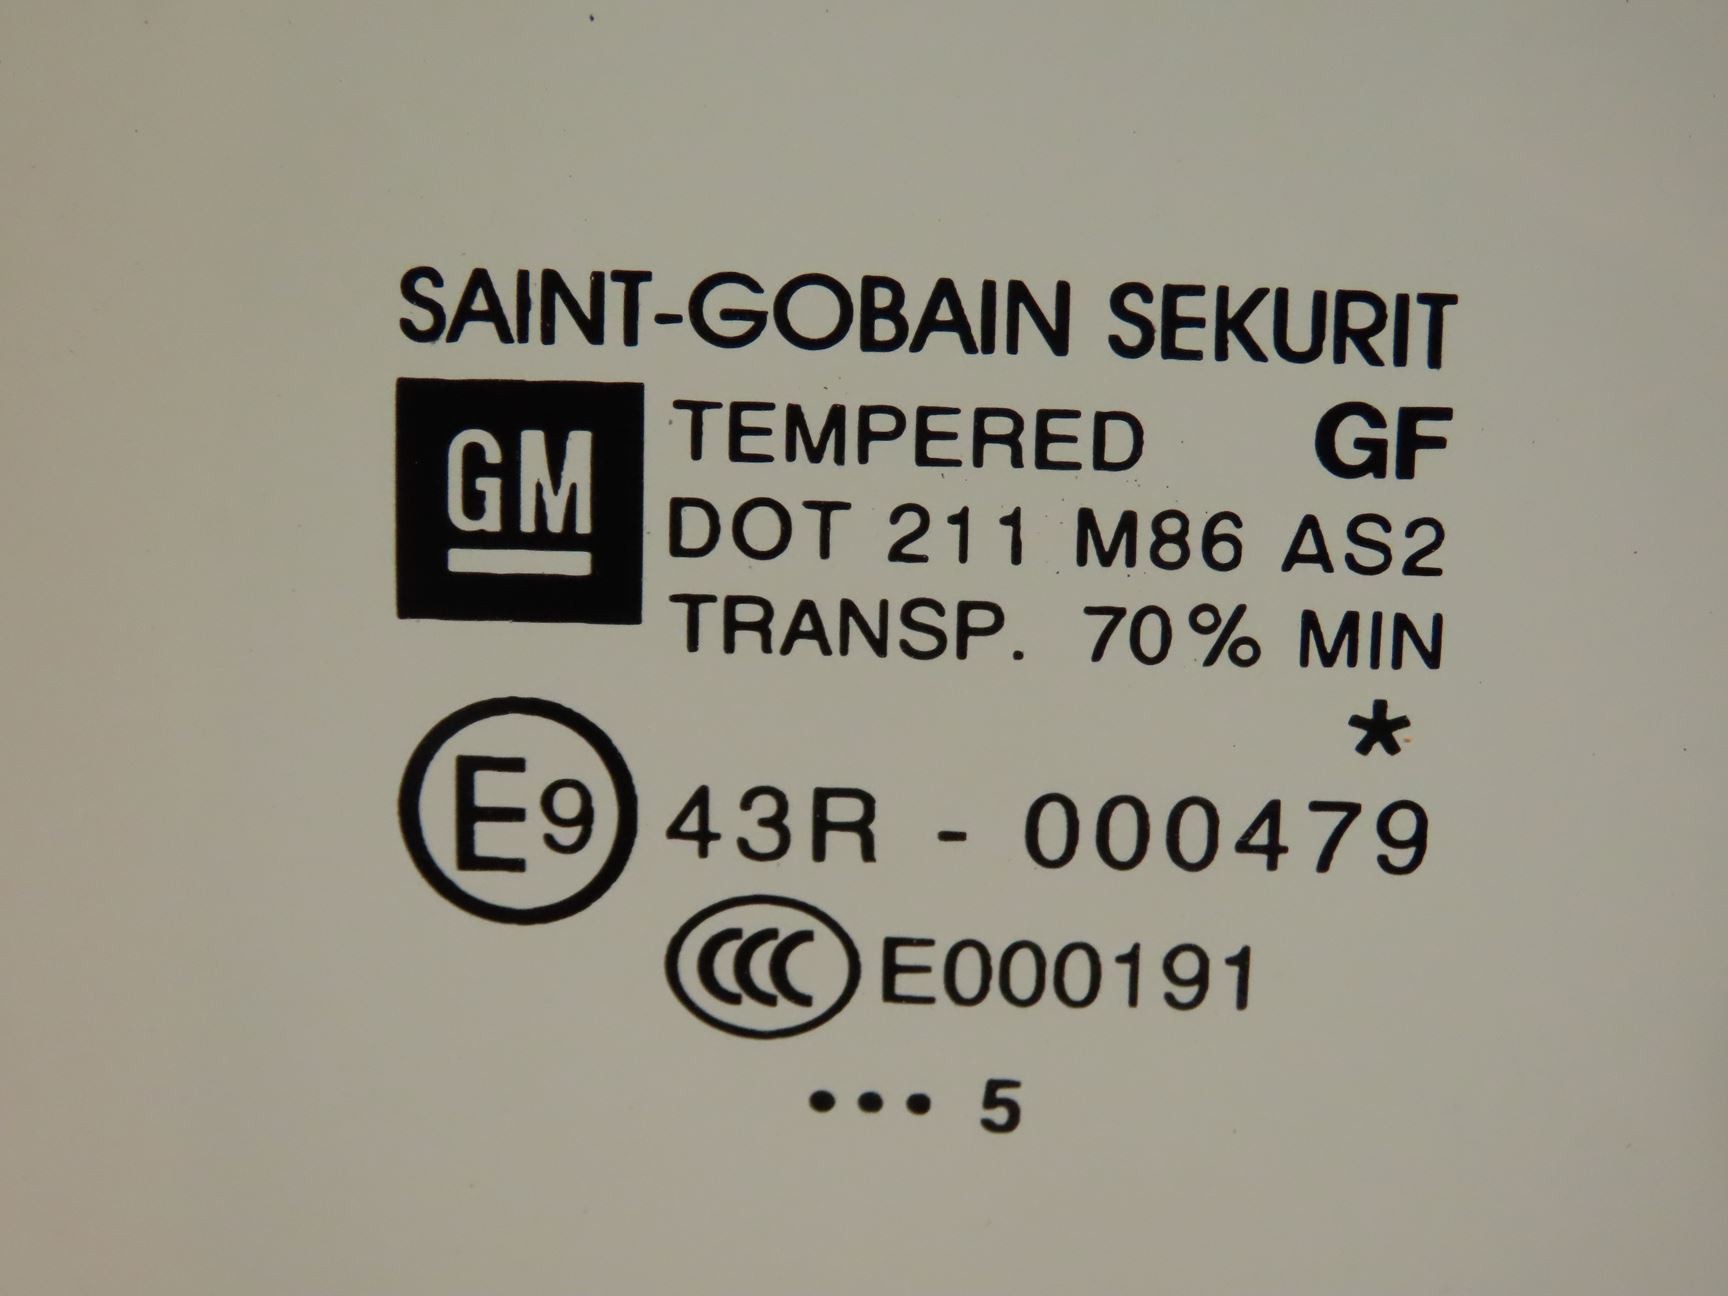 SAINT-GOBAIN SEKURIT
GM
TEMPERED GF
DOT 211 M86 AS2
TRANSP. 70% MIN
*
E9 43R - 000479
CCC E000191
••• 5